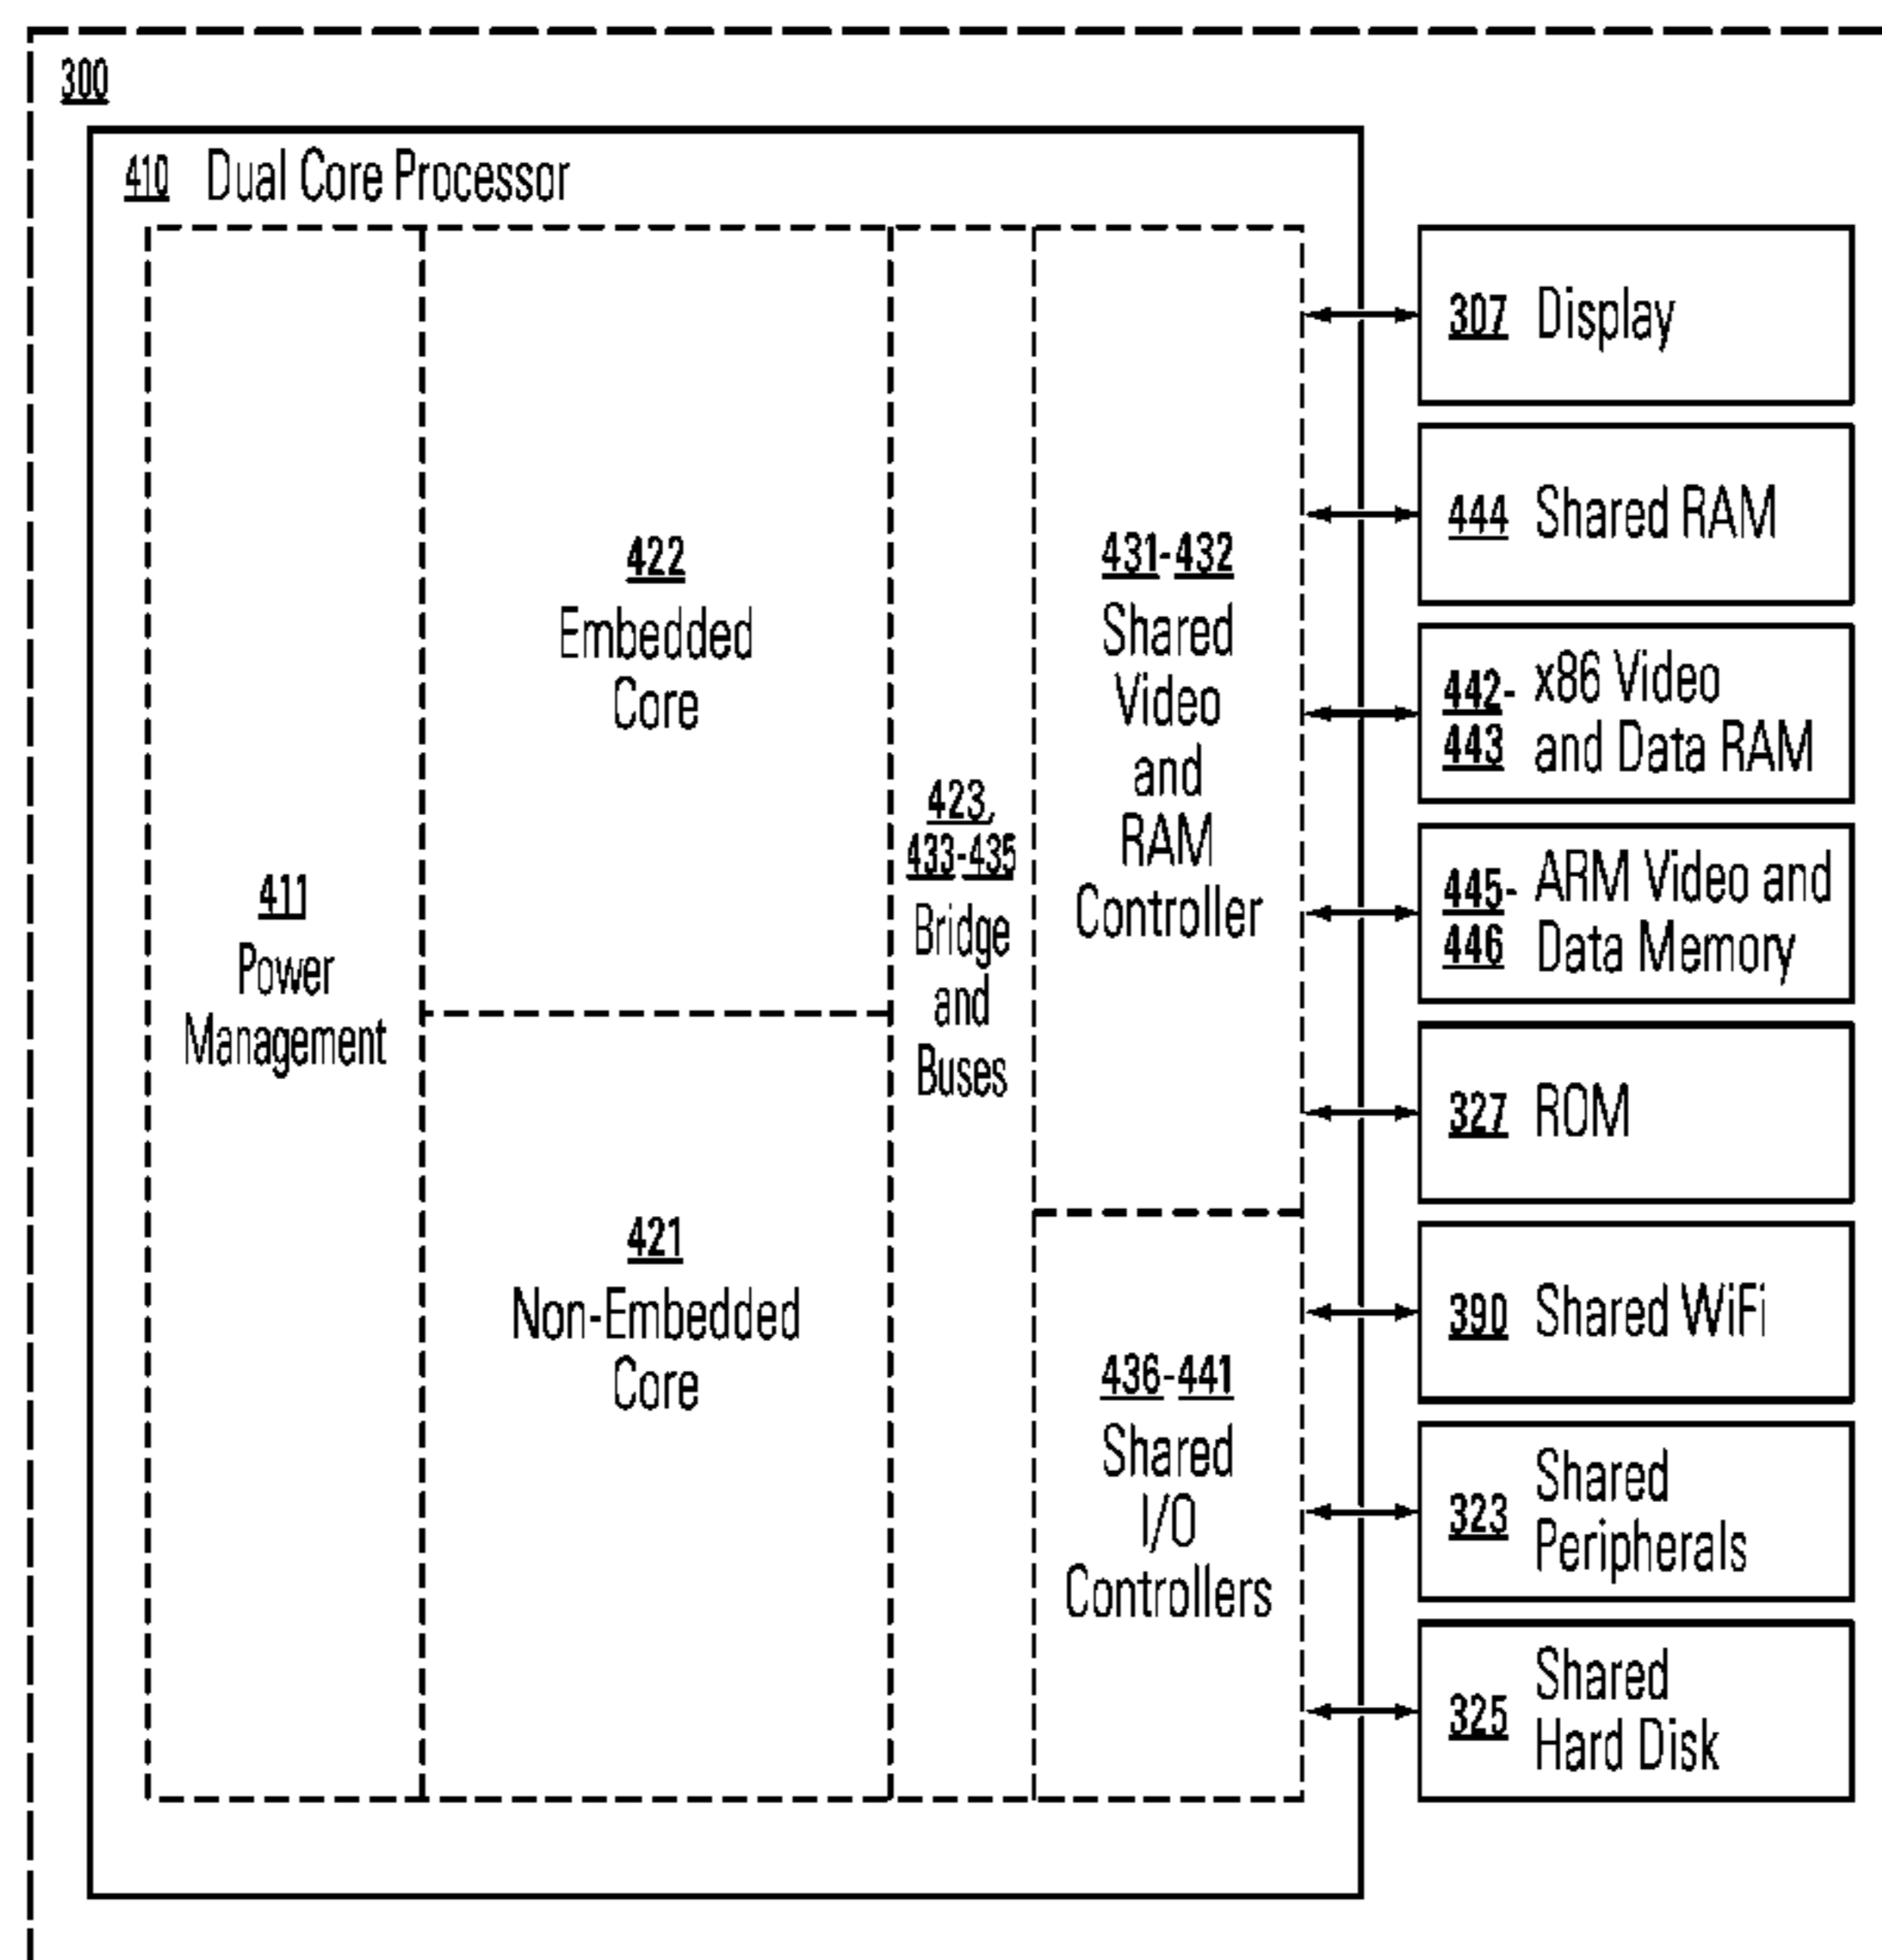 300
410 Dual Core Processor
411
Power
Management
422
Embedded
Core
421
Non-Embedded
Core
423,
433-435
Bridge
and
Buses
431-432
Shared
Video
and
RAM
Controller
436-441
Shared
I/O
Controllers
307 Display
444 Shared RAM
442- x86 Video
443 and Data RAM
445- ARM Video and
446 Data Memory
327 ROM
390 Shared WiFi
323 Shared
Peripherals
325 Shared
Hard Disk